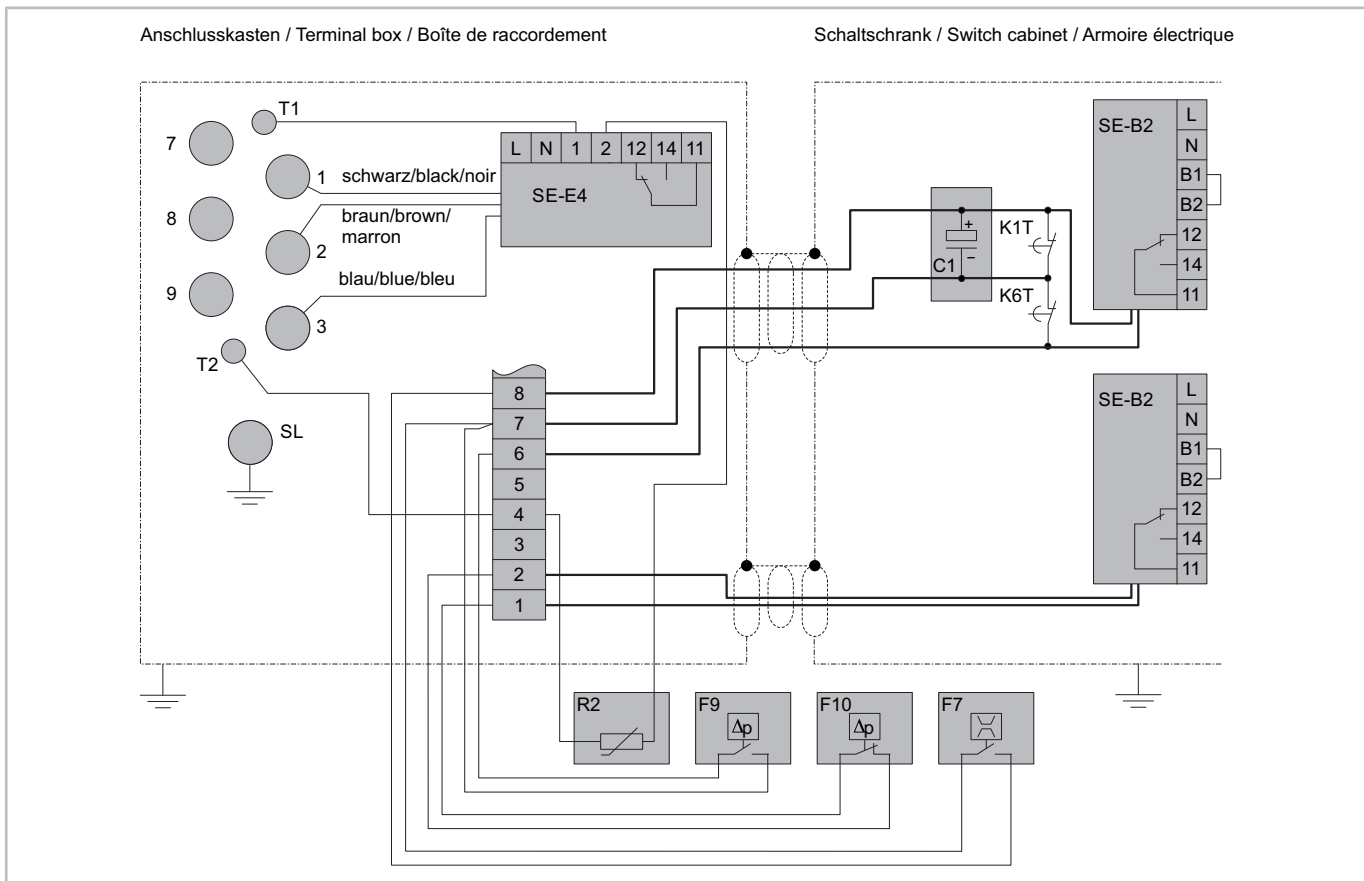 Anschlusskasten / Terminal box / Boîte de raccordement
Schaltschrank / Switch cabinet / Armoire électrique
T1
7
1 schwarz/black/noir
8
braun/brown/
marron
2
9
blau/blue/bleu
3
T2
SL
L N 1 2 12 14 11
SE-E4
8
7
6
5
4
3
2
1
+
−
C1
K1T
K6T
SE-B2
L
N
B1
B2
12
14
11
SE-B2
L
N
B1
B2
12
14
11
R2
F9
Δp
F10
Δp
F7